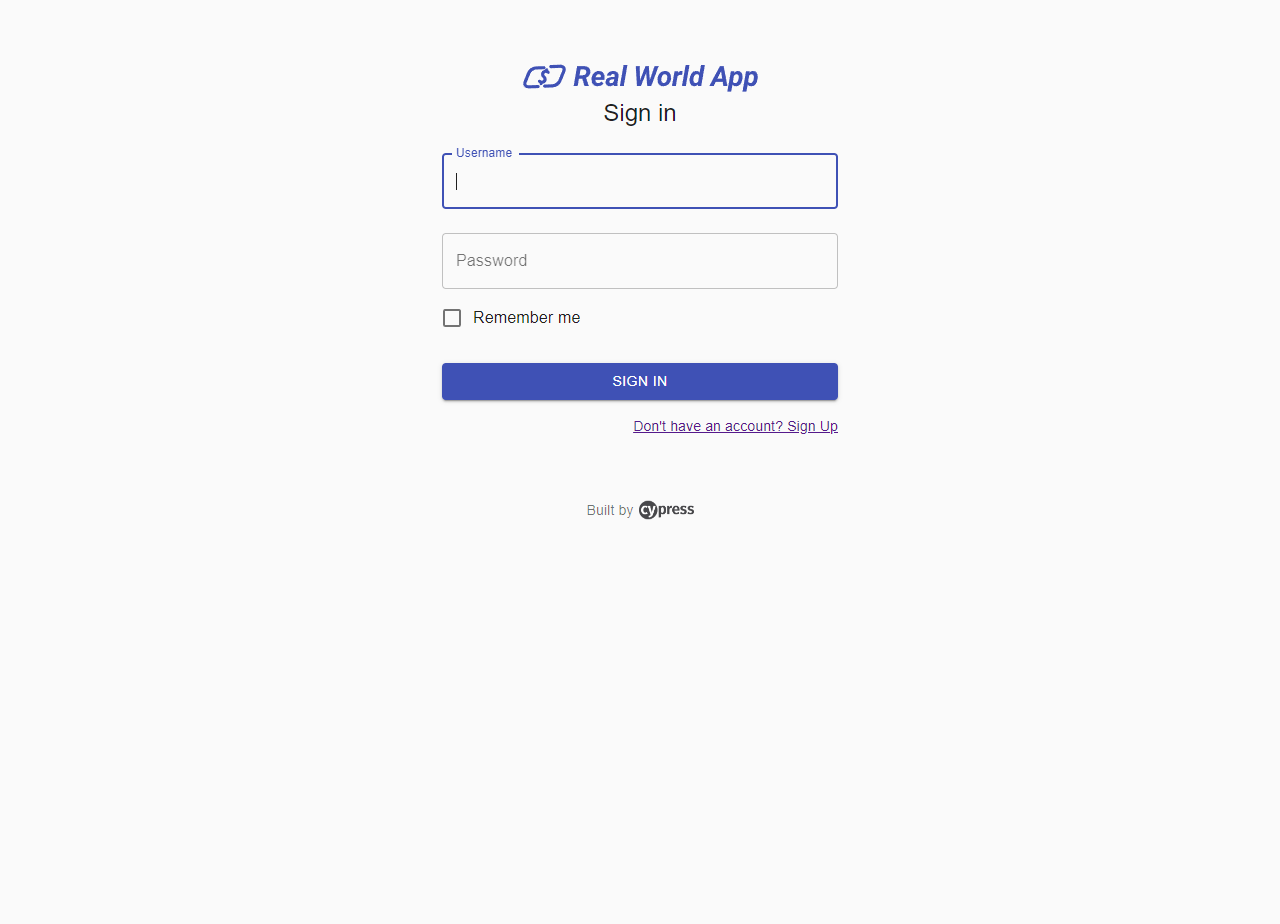 Real World App
Sign in
Username
Password
Remember me
SIGN IN
Don't have an account? Sign Up
Built by cypress